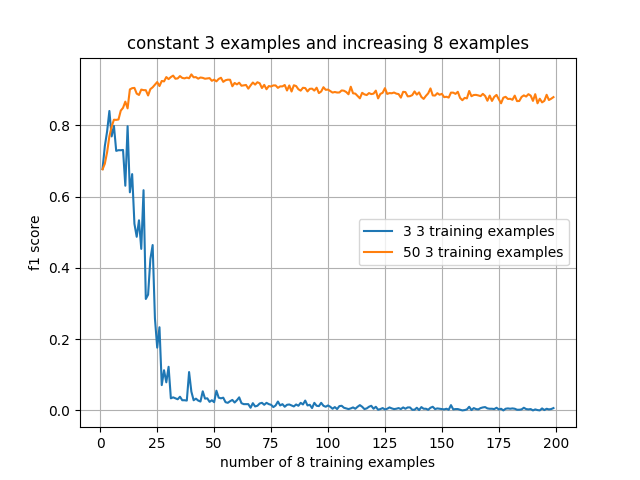 constant 3 examples and increasing 8 examples
f1 score
0.8
0.6
0.4
0.2
0.0
3 3 training examples
50 3 training examples
0 25 50 75 100 125 150 175 200
number of 8 training examples